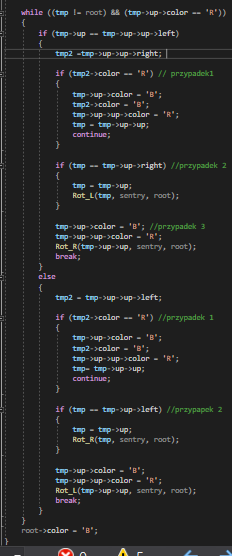 while ((tmp != root) && (tmp->up->color == 'R'))
{
if (tmp->up == tmp->up->up->left)
{
tmp2 =tmp->up->up->right;
if (tmp2->color == 'R') // przypadek1
{
tmp->up->color = 'B';
tmp2->color = 'B';
tmp->up->up->color = 'R';
tmp = tmp->up->up;
continue;
}
if (tmp == tmp->up->right) //przypadek 2
{
tmp = tmp->up;
Rot_L(tmp, sentry, root);
}
tmp->up->color = 'B'; //przypadek 3
tmp->up->up->color = 'R';
Rot_R(tmp->up->up, sentry, root);
break;
}
else
{
tmp2 = tmp->up->up->left;
if (tmp2->color == 'R') //przypadek 1
{
tmp->up->color = 'B';
tmp2->color = 'B';
tmp->up->up->color = 'R';
tmp= tmp->up->up;
continue;
}
if (tmp == tmp->up->left) //przypapek 2
{
tmp = tmp->up;
Rot_R(tmp, sentry, root);
}
tmp->up->color = 'B';
tmp->up->up->color = 'R';
Rot_L(tmp->up->up, sentry, root);
break;
}
}
root->color = 'B';
}